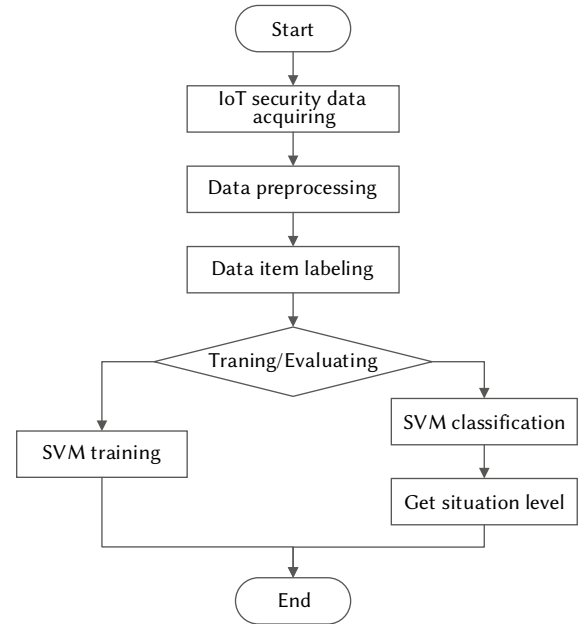 Start
IoT security data
acquiring
Data preprocessing
Data item labeling
Traning/Evaluating
SVM training
SVM classification
Get situation level
End